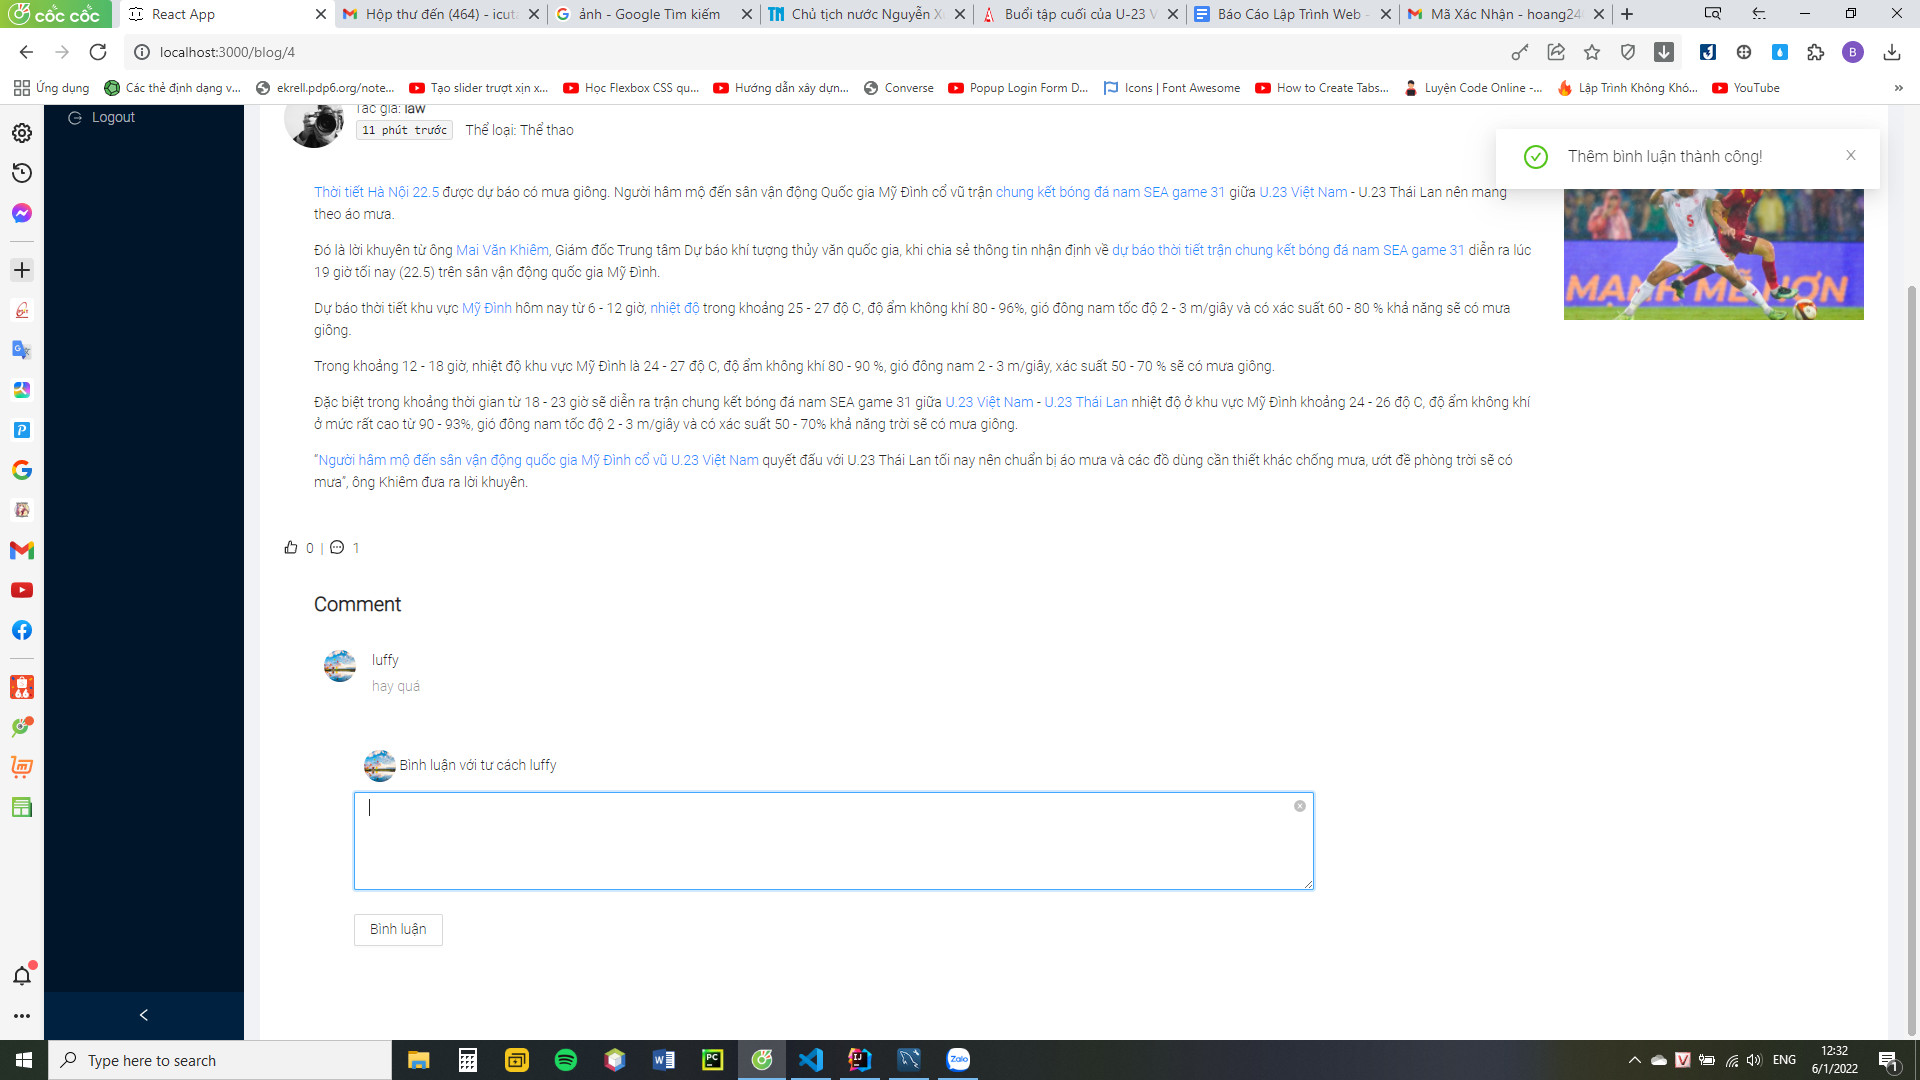 cốc cốc
React App
Hộp thư đến (464) - icuta
ảnh - Google Tìm kiếm
Chủ tịch nước Nguyễn X
Buổi tập cuối của U-23 V
Báo Cáo Lập Trình Web -
Mã Xác Nhận - hoang24
localhost:3000/blog/4
B
Ứng dụng
Các thẻ định dạng v...
ekrell.pdp6.org/note...
Tạo slider trượt xịn x...
Học Flexbox CSS qu...
Hướng dẫn xây dựn...
Converse
Popup Login Form D...
Icons | Font Awesome
How to Create Tabs...
Luyện Code Online -...
Lập Trình Không Khó...
YouTube
»
Logout
Tác giả: law
11 phút trước Thể loại: Thể thao
Thêm bình luận thành công!
Thời tiết Hà Nội 22.5 được dự báo có mưa giông. Người hâm mộ đến sân vận động Quốc gia Mỹ Đình cổ vũ trận chung kết bóng đá nam SEA game 31 giữa U.23 Việt Nam - U.23 Thái Lan nên mang
theo áo mưa.
Đó là lời khuyên từ ông Mai Văn Khiêm, Giám đốc Trung tâm Dự báo khí tượng thủy văn quốc gia, khi chia sẻ thông tin nhận định về dự báo thời tiết trận chung kết bóng đá nam SEA game 31 diễn ra lúc
19 giờ tối nay (22.5) trên sân vận động quốc gia Mỹ Đình.
Dự báo thời tiết khu vực Mỹ Đình hôm nay từ 6 - 12 giờ, nhiệt độ trong khoảng 25 - 27 độ C, độ ẩm không khí 80 - 96%, gió đông nam tốc độ 2 - 3 m/giây và có xác suất 60 - 80 % khả năng sẽ có mưa
giông.
Trong khoảng 12 - 18 giờ, nhiệt độ khu vực Mỹ Đình là 24 - 27 độ C, độ ẩm không khí 80 - 90 %, gió đông nam 2 - 3 m/giây, xác suất 50 - 70 % sẽ có mưa giông.
Đặc biệt trong khoảng thời gian từ 18 - 23 giờ sẽ diễn ra trận chung kết bóng đá nam SEA game 31 giữa U.23 Việt Nam - U.23 Thái Lan nhiệt độ ở khu vực Mỹ Đình khoảng 24 - 26 độ C, độ ẩm không khí
ở mức rất cao từ 90 - 93%, gió đông nam tốc độ 2 - 3 m/giây và có xác suất 50 - 70% khả năng trời sẽ có mưa giông.
“Người hâm mộ đến sân vận động quốc gia Mỹ Đình cổ vũ U.23 Việt Nam quyết đấu với U.23 Thái Lan tối nay nên chuẩn bị áo mưa và các đồ dùng cần thiết khác chống mưa, ướt đề phòng trời sẽ có
mưa”, ông Khiêm đưa ra lời khuyên.
5
MẠNH MẼ HƠN
0 | 1
Comment
luffy
hay quá
Bình luận với tư cách luffy
Bình luận
Type here to search
ENG
12:32
6/1/2022
1